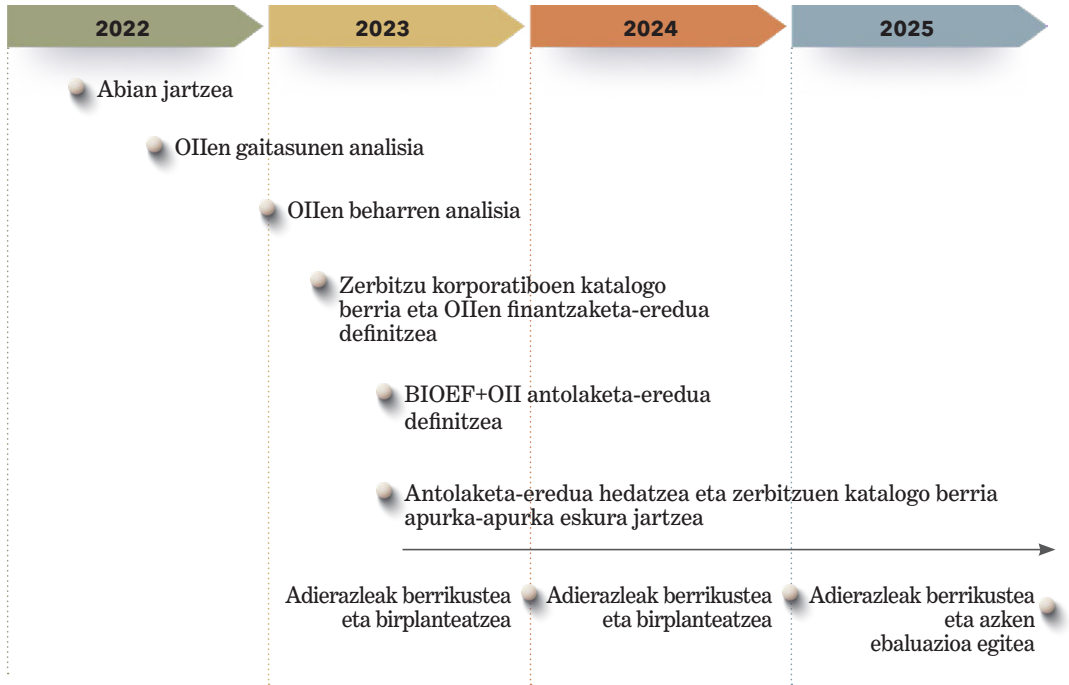 2022
2023
2024
2025
Abian jartzea
OIIen gaitasunen analisia
OIIen beharren analisia
Zerbitzu korporatiboen katalogo
berria eta OIIen finantzaketa-eredua
definitzea
BIOEF+OII antolaketa-eredua
definitzea
Antolaketa-eredua hedatzea eta zerbitzuen katalogo berria
apurka-apurka eskura jartzea
Adierazleak berrikustea
eta birplanteatzea
Adierazleak berrikustea
eta birplanteatzea
Adierazleak berrikustea
eta azken
ebaluazioa egitea